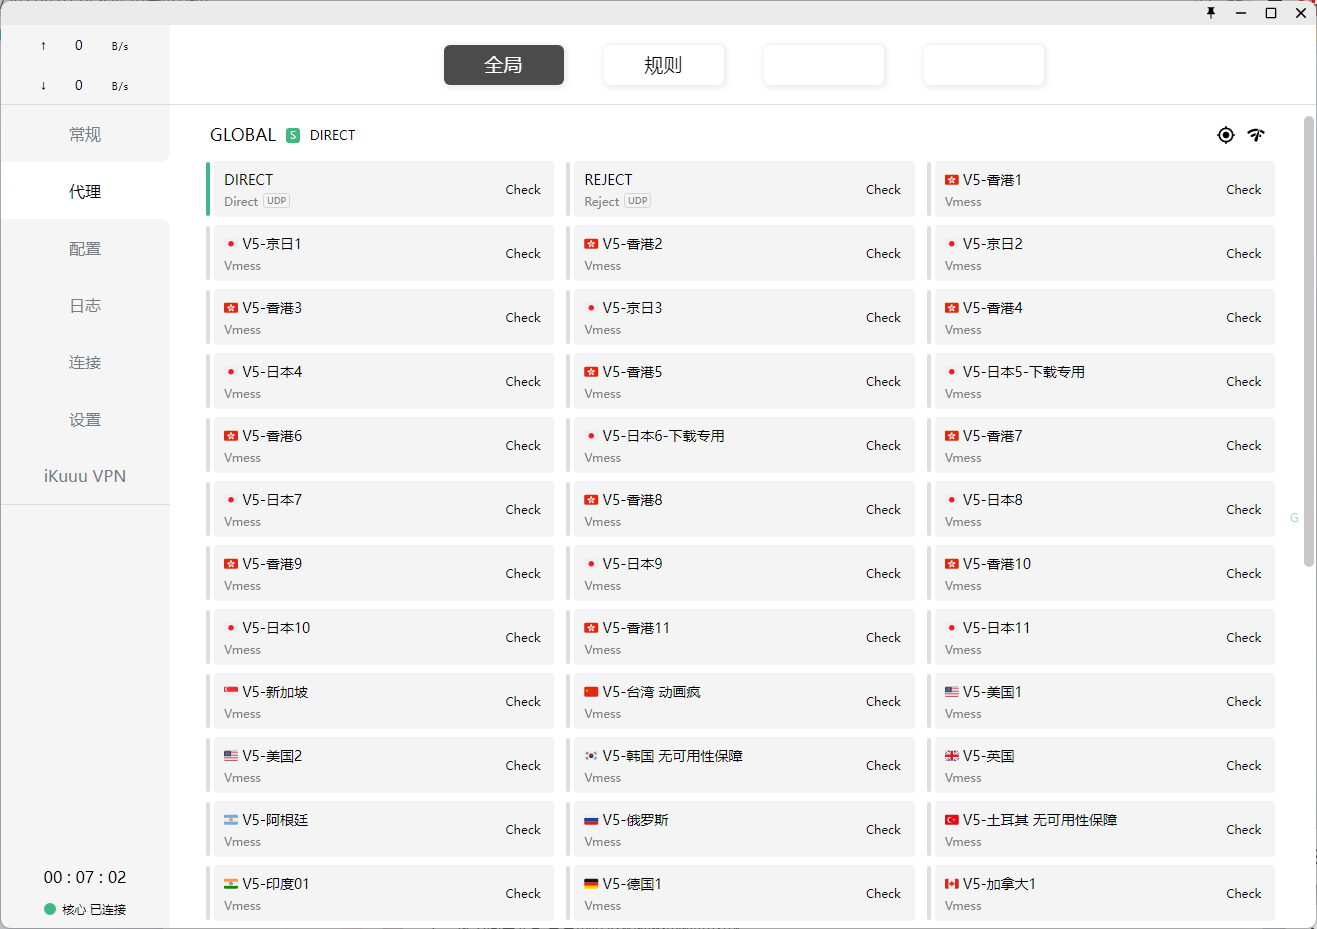 ↑ 0 B/s
↓ 0 B/s
全局 规则
常规
代理
配置
日志
连接
设置
iKuuu VPN
00 : 07 : 02
核心 已连接
GLOBAL S DIRECT
DIRECT
Direct UDP
Check
REJECT
Reject UDP
Check
V5-香港1
Vmess
Check
V5-京日1
Vmess
Check
V5-香港2
Vmess
Check
V5-京日2
Vmess
Check
V5-香港3
Vmess
Check
V5-京日3
Vmess
Check
V5-香港4
Vmess
Check
V5-日本4
Vmess
Check
V5-香港5
Vmess
Check
V5-日本5-下载专用
Vmess
Check
V5-香港6
Vmess
Check
V5-日本6-下载专用
Vmess
Check
V5-香港7
Vmess
Check
V5-日本7
Vmess
Check
V5-香港8
Vmess
Check
V5-日本8
Vmess
Check
V5-香港9
Vmess
Check
V5-日本9
Vmess
Check
V5-香港10
Vmess
Check
V5-日本10
Vmess
Check
V5-香港11
Vmess
Check
V5-日本11
Vmess
Check
V5-新加坡
Vmess
Check
V5-台湾 动画疯
Vmess
Check
V5-美国1
Vmess
Check
V5-美国2
Vmess
Check
V5-韩国 无可用性保障
Vmess
Check
V5-英国
Vmess
Check
V5-阿根廷
Vmess
Check
V5-俄罗斯
Vmess
Check
V5-土耳其 无可用性保障
Vmess
Check
V5-印度01
Vmess
Check
V5-德国1
Vmess
Check
V5-加拿大1
Vmess
Check
G